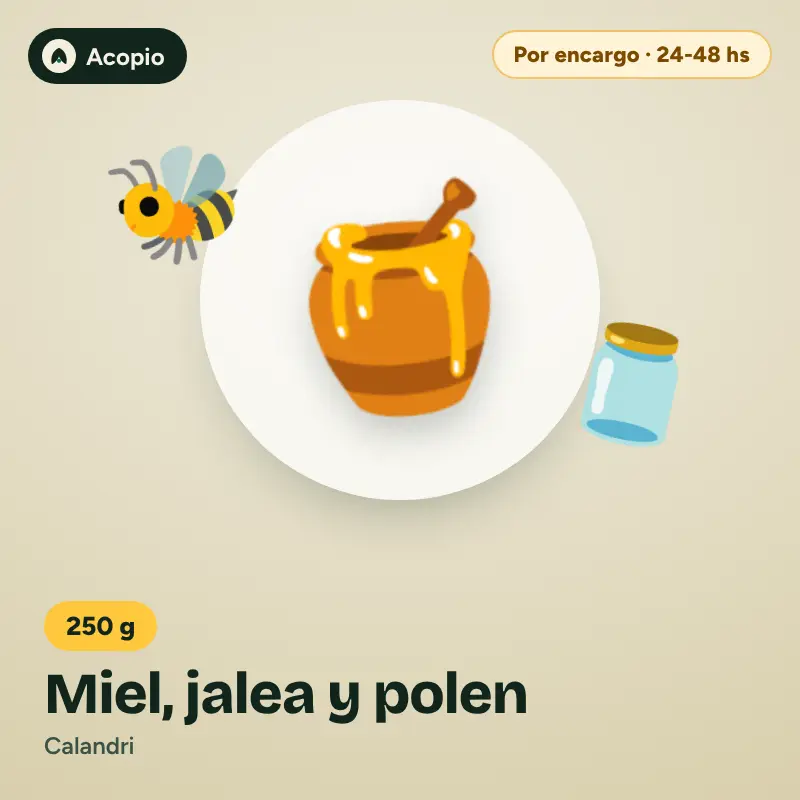 Acopio
Por encargo · 24-48 hs
250 g
Miel, jalea y polen
Calandri